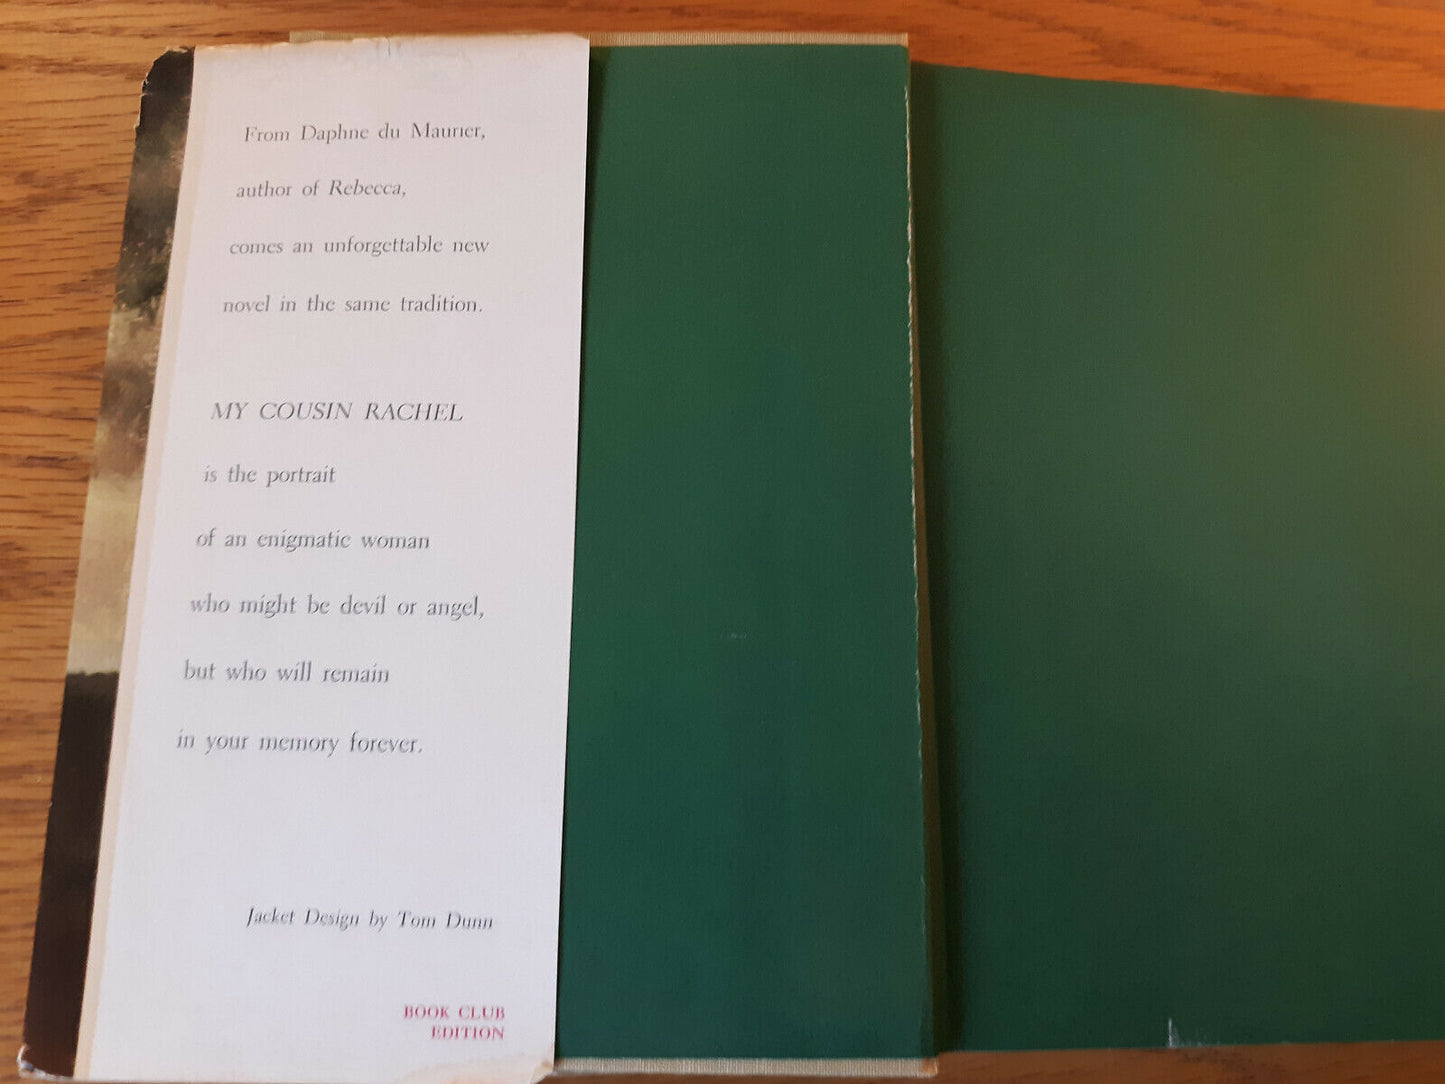 From Daphne du Maurier,
author of Rebecca,
comes an unforgettable new
novel in the same tradition.
MY COUSIN RACHEL
is the portrait
of an enigmatic woman
who might be devil or angel,
but who will remain
in your memory forever.
Jacket Design by Tom Dunn
BOOK CLUB
EDITION